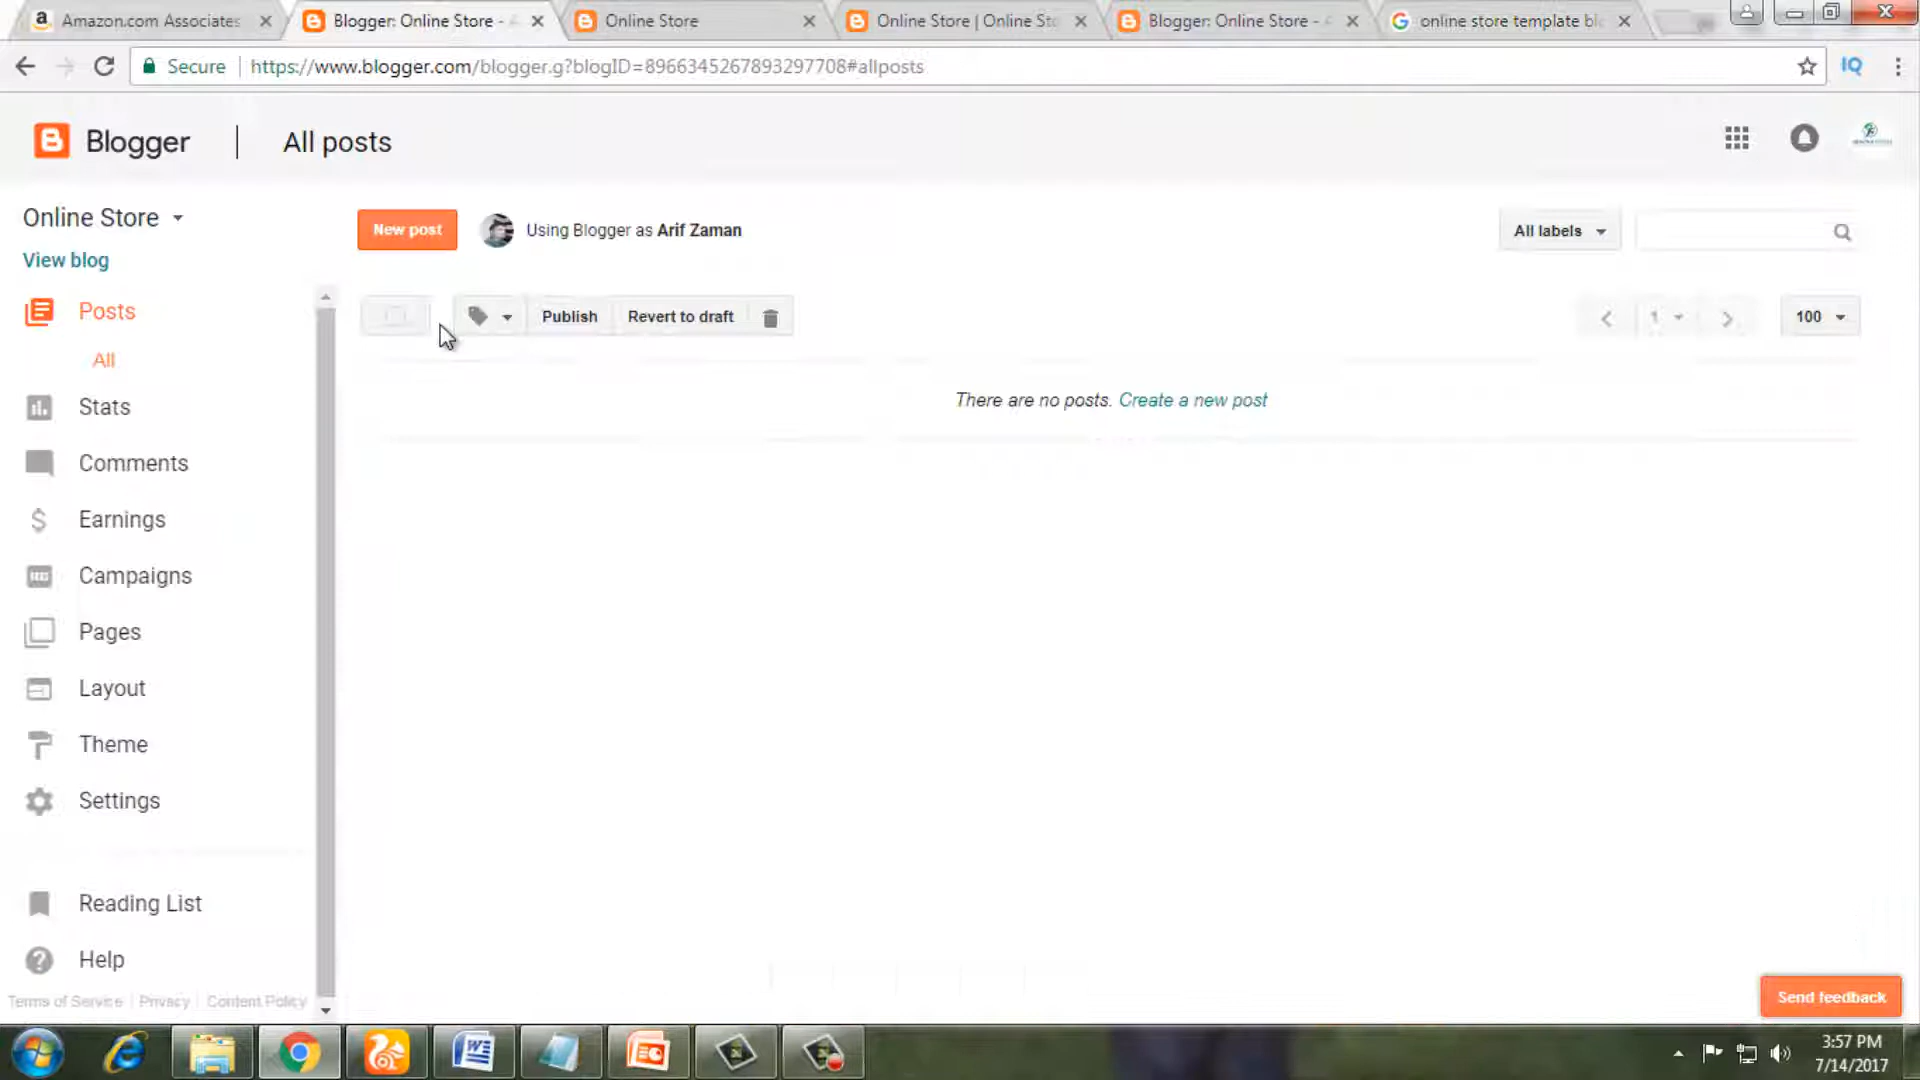 Amazon.com Associates
Blogger: Online Store -
Online Store
Online Store | Online Sto
Blogger: Online Store -
online store template blo
Secure
https://www.blogger.com/blogger.g?blogID=8966345267893297708#allposts
IQ
Blogger
All posts
Online Store
View blog
New post
Using Blogger as Arif Zaman
All labels
Posts
All
Publish
Revert to draft
1
100
There are no posts. Create a new post
Stats
Comments
Earnings
Campaigns
Pages
Layout
Theme
Settings
Reading List
Help
Terms of Service | Privacy | Content Policy
Send feedback
3:57 PM
7/14/2017